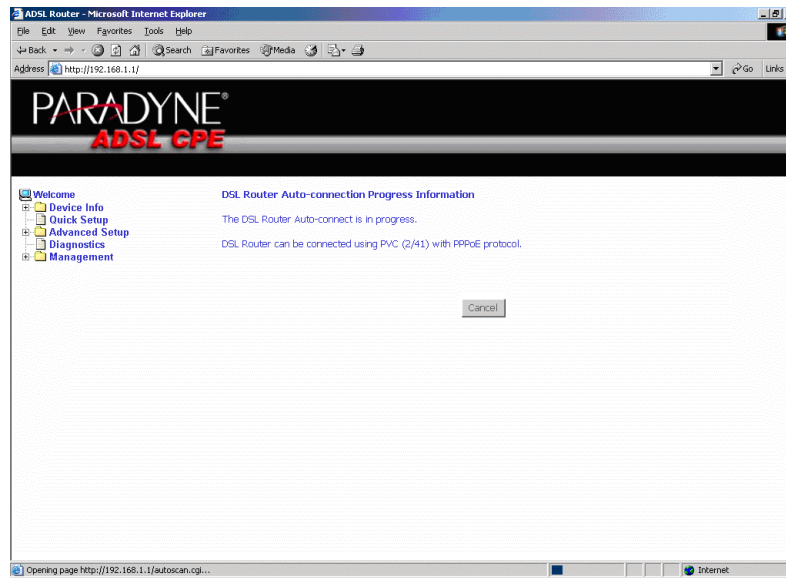 ADSL Router - Microsoft Internet Explorer
File Edit View Favorites Tools Help
Back Search Favorites Media
Address http://192.168.1.1/ Go Links
PARADYNE®
ADSL CPE
Welcome
Device Info
Quick Setup
Advanced Setup
Diagnostics
Management
DSL Router Auto-connection Progress Information
The DSL Router Auto-connect is in progress.
DSL Router can be connected using PVC (2/41) with PPPoE protocol.
Cancel
Opening page http://192.168.1.1/autoscan.cgi... Internet